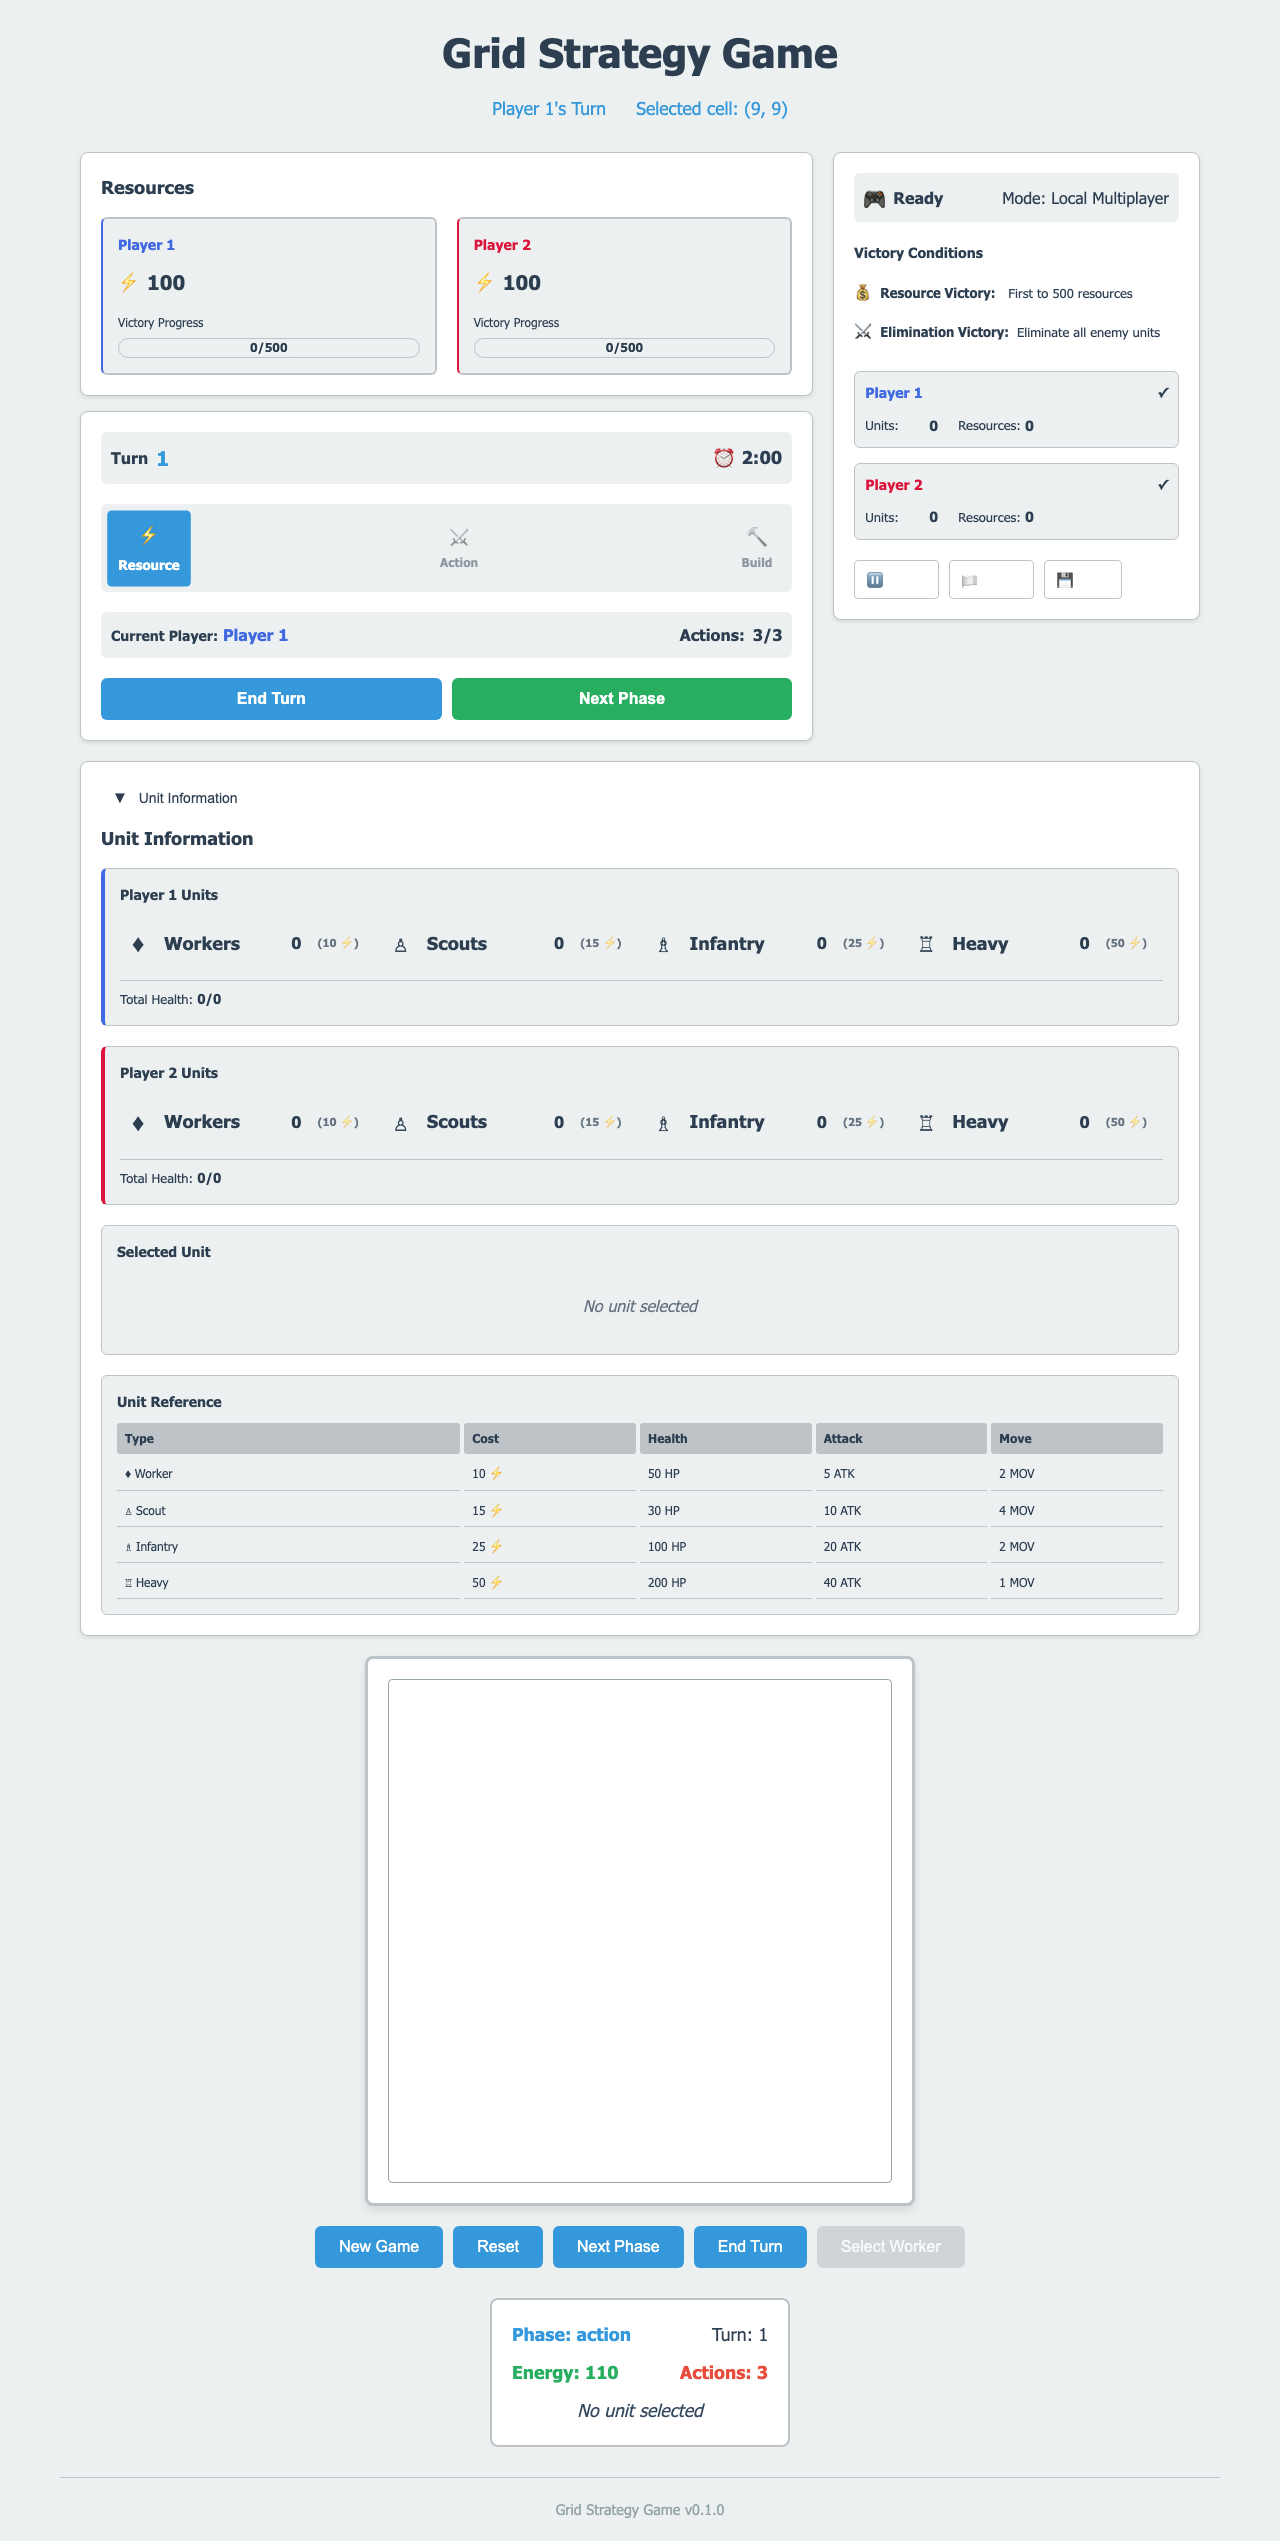 Grid Strategy Game
Player 1's Turn Selected cell: (9, 9)
Resources
Player 1
⚡ 100
Victory Progress
0/500
Player 2
⚡ 100
Victory Progress
0/500
Turn 1 ⏰ 2:00
⚡ Resource
⚔ Action
🔨 Build
Current Player: Player 1 Actions: 3/3
End Turn Next Phase
🎮 Ready Mode: Local Multiplayer
Victory Conditions
💰 Resource Victory: First to 500 resources
⚔ Elimination Victory: Eliminate all enemy units
Player 1 ✓
Units: 0 Resources: 0
Player 2 ✓
Units: 0 Resources: 0
▼ Unit Information
Unit Information
Player 1 Units
♦ Workers 0 (10 ⚡) ♙ Scouts 0 (15 ⚡) ♗ Infantry 0 (25 ⚡) ♖ Heavy 0 (50 ⚡)
Total Health: 0/0
Player 2 Units
♦ Workers 0 (10 ⚡) ♙ Scouts 0 (15 ⚡) ♗ Infantry 0 (25 ⚡) ♖ Heavy 0 (50 ⚡)
Total Health: 0/0
Selected Unit
No unit selected
Unit Reference
Type Cost Health Attack Move
♦ Worker 10 ⚡ 50 HP 5 ATK 2 MOV
♙ Scout 15 ⚡ 30 HP 10 ATK 4 MOV
♗ Infantry 25 ⚡ 100 HP 20 ATK 2 MOV
♖ Heavy 50 ⚡ 200 HP 40 ATK 1 MOV
New Game Reset Next Phase End Turn Select Worker
Phase: action Turn: 1
Energy: 110 Actions: 3
No unit selected
Grid Strategy Game v0.1.0